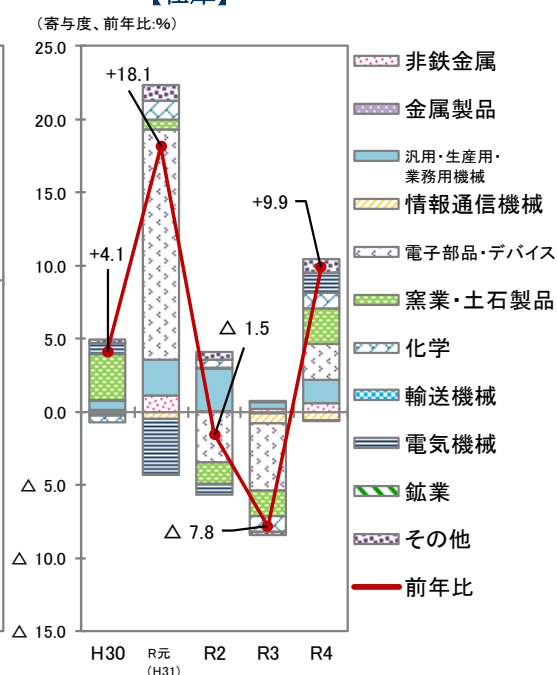 【在庫】
（寄与度、前年比:%)
25.0
20.0
15.0
10.0
5.0
0.0
△ 5.0
△ 10.0
△ 15.0
+4.1
+18.1
△ 1.5
△ 7.8
+9.9
H30
R元
(H31)
R2
R3
R4
非鉄金属
金属製品
汎用・生産用・
業務用機械
情報通信機械
電子部品・デバイス
窯業・土石製品
化学
輸送機械
電気機械
鉱業
その他
前年比